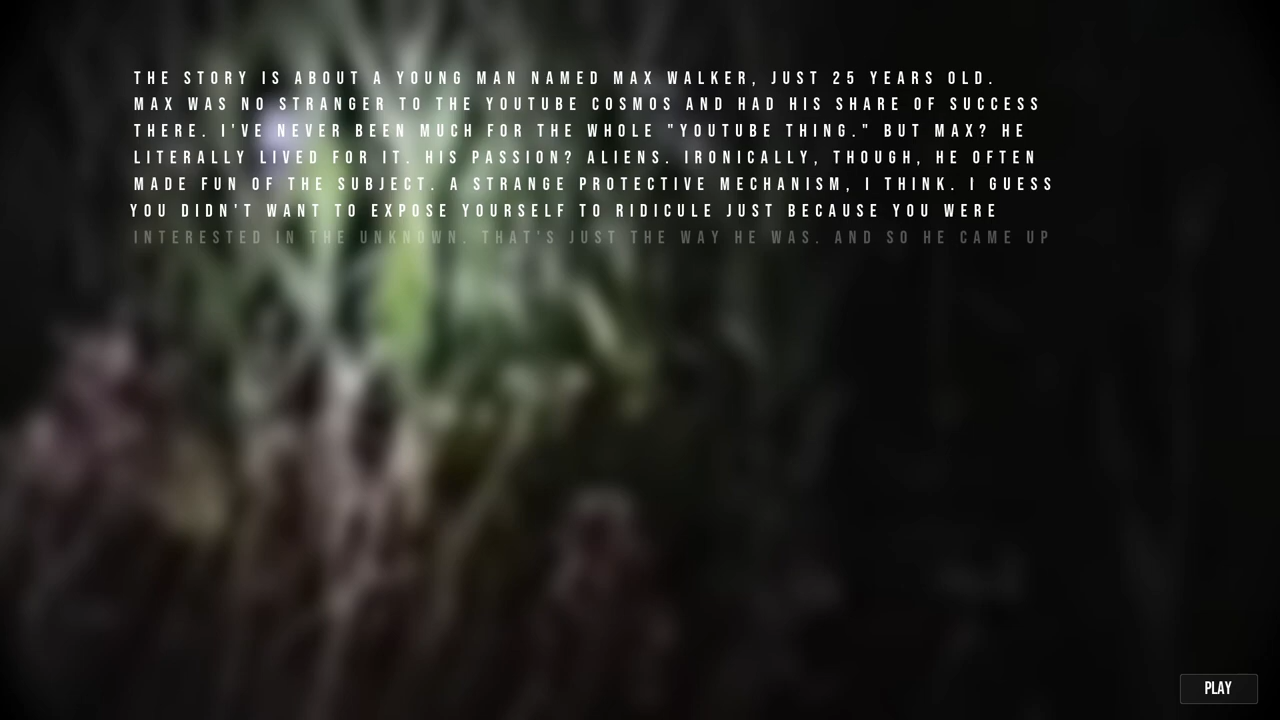 THE STORY IS ABOUT A YOUNG MAN NAMED MAX WALKER, JUST 25 YEARS OLD.
MAX WAS NO STRANGER TO THE YOUTUBE COSMOS AND HAD HIS SHARE OF SUCCESS
THERE. I'VE NEVER BEEN MUCH FOR THE WHOLE "YOUTUBE THING." BUT MAX? HE
LITERALLY LIVED FOR IT. HIS PASSION? ALIENS. IRONICALLY, THOUGH, HE OFTEN
MADE FUN OF THE SUBJECT. A STRANGE PROTECTIVE MECHANISM, I THINK. I GUESS
YOU DIDN'T WANT TO EXPOSE YOURSELF TO RIDICULE JUST BECAUSE YOU WERE
INTERESTED IN THE UNKNOWN. THAT'S JUST THE WAY HE WAS. AND SO HE CAME UP
PLAY